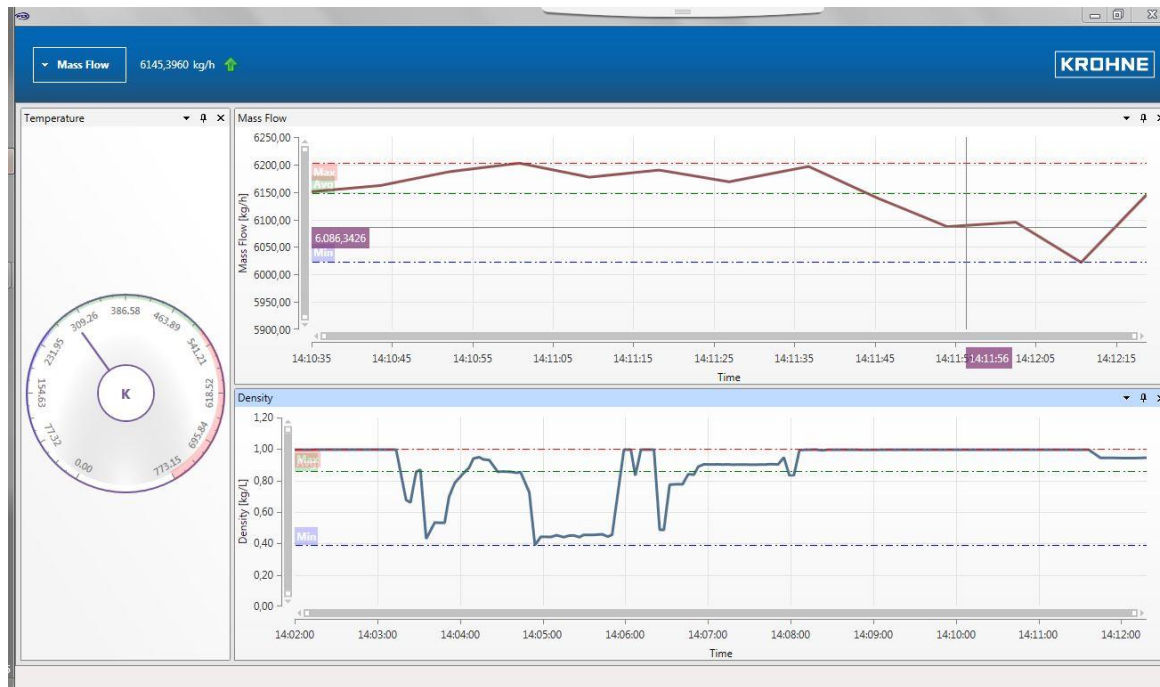 Mass Flow 6145,3960 kg/h
KROHNE
Temperature
Mass Flow
0.00
77.32
154.63
231.95
309.26
386.58
463.89
541.21
618.52
695.84
773.15
K
Mass Flow [kg/h]
6250,00
6200,00
6150,00
6100,00
6050,00
6000,00
5950,00
5900,00
Max
Avg
6.086,3426
Min
14:10:35 14:10:45 14:10:55 14:11:05 14:11:15 14:11:25 14:11:35 14:11:45 14:11:56 14:12:05 14:12:15
Time
Density
Density [kg/L]
1,20
1,00
0,80
0,60
0,40
0,20
0,00
Max
Min
14:02:00 14:03:00 14:04:00 14:05:00 14:06:00 14:07:00 14:08:00 14:09:00 14:10:00 14:11:00 14:12:00
Time